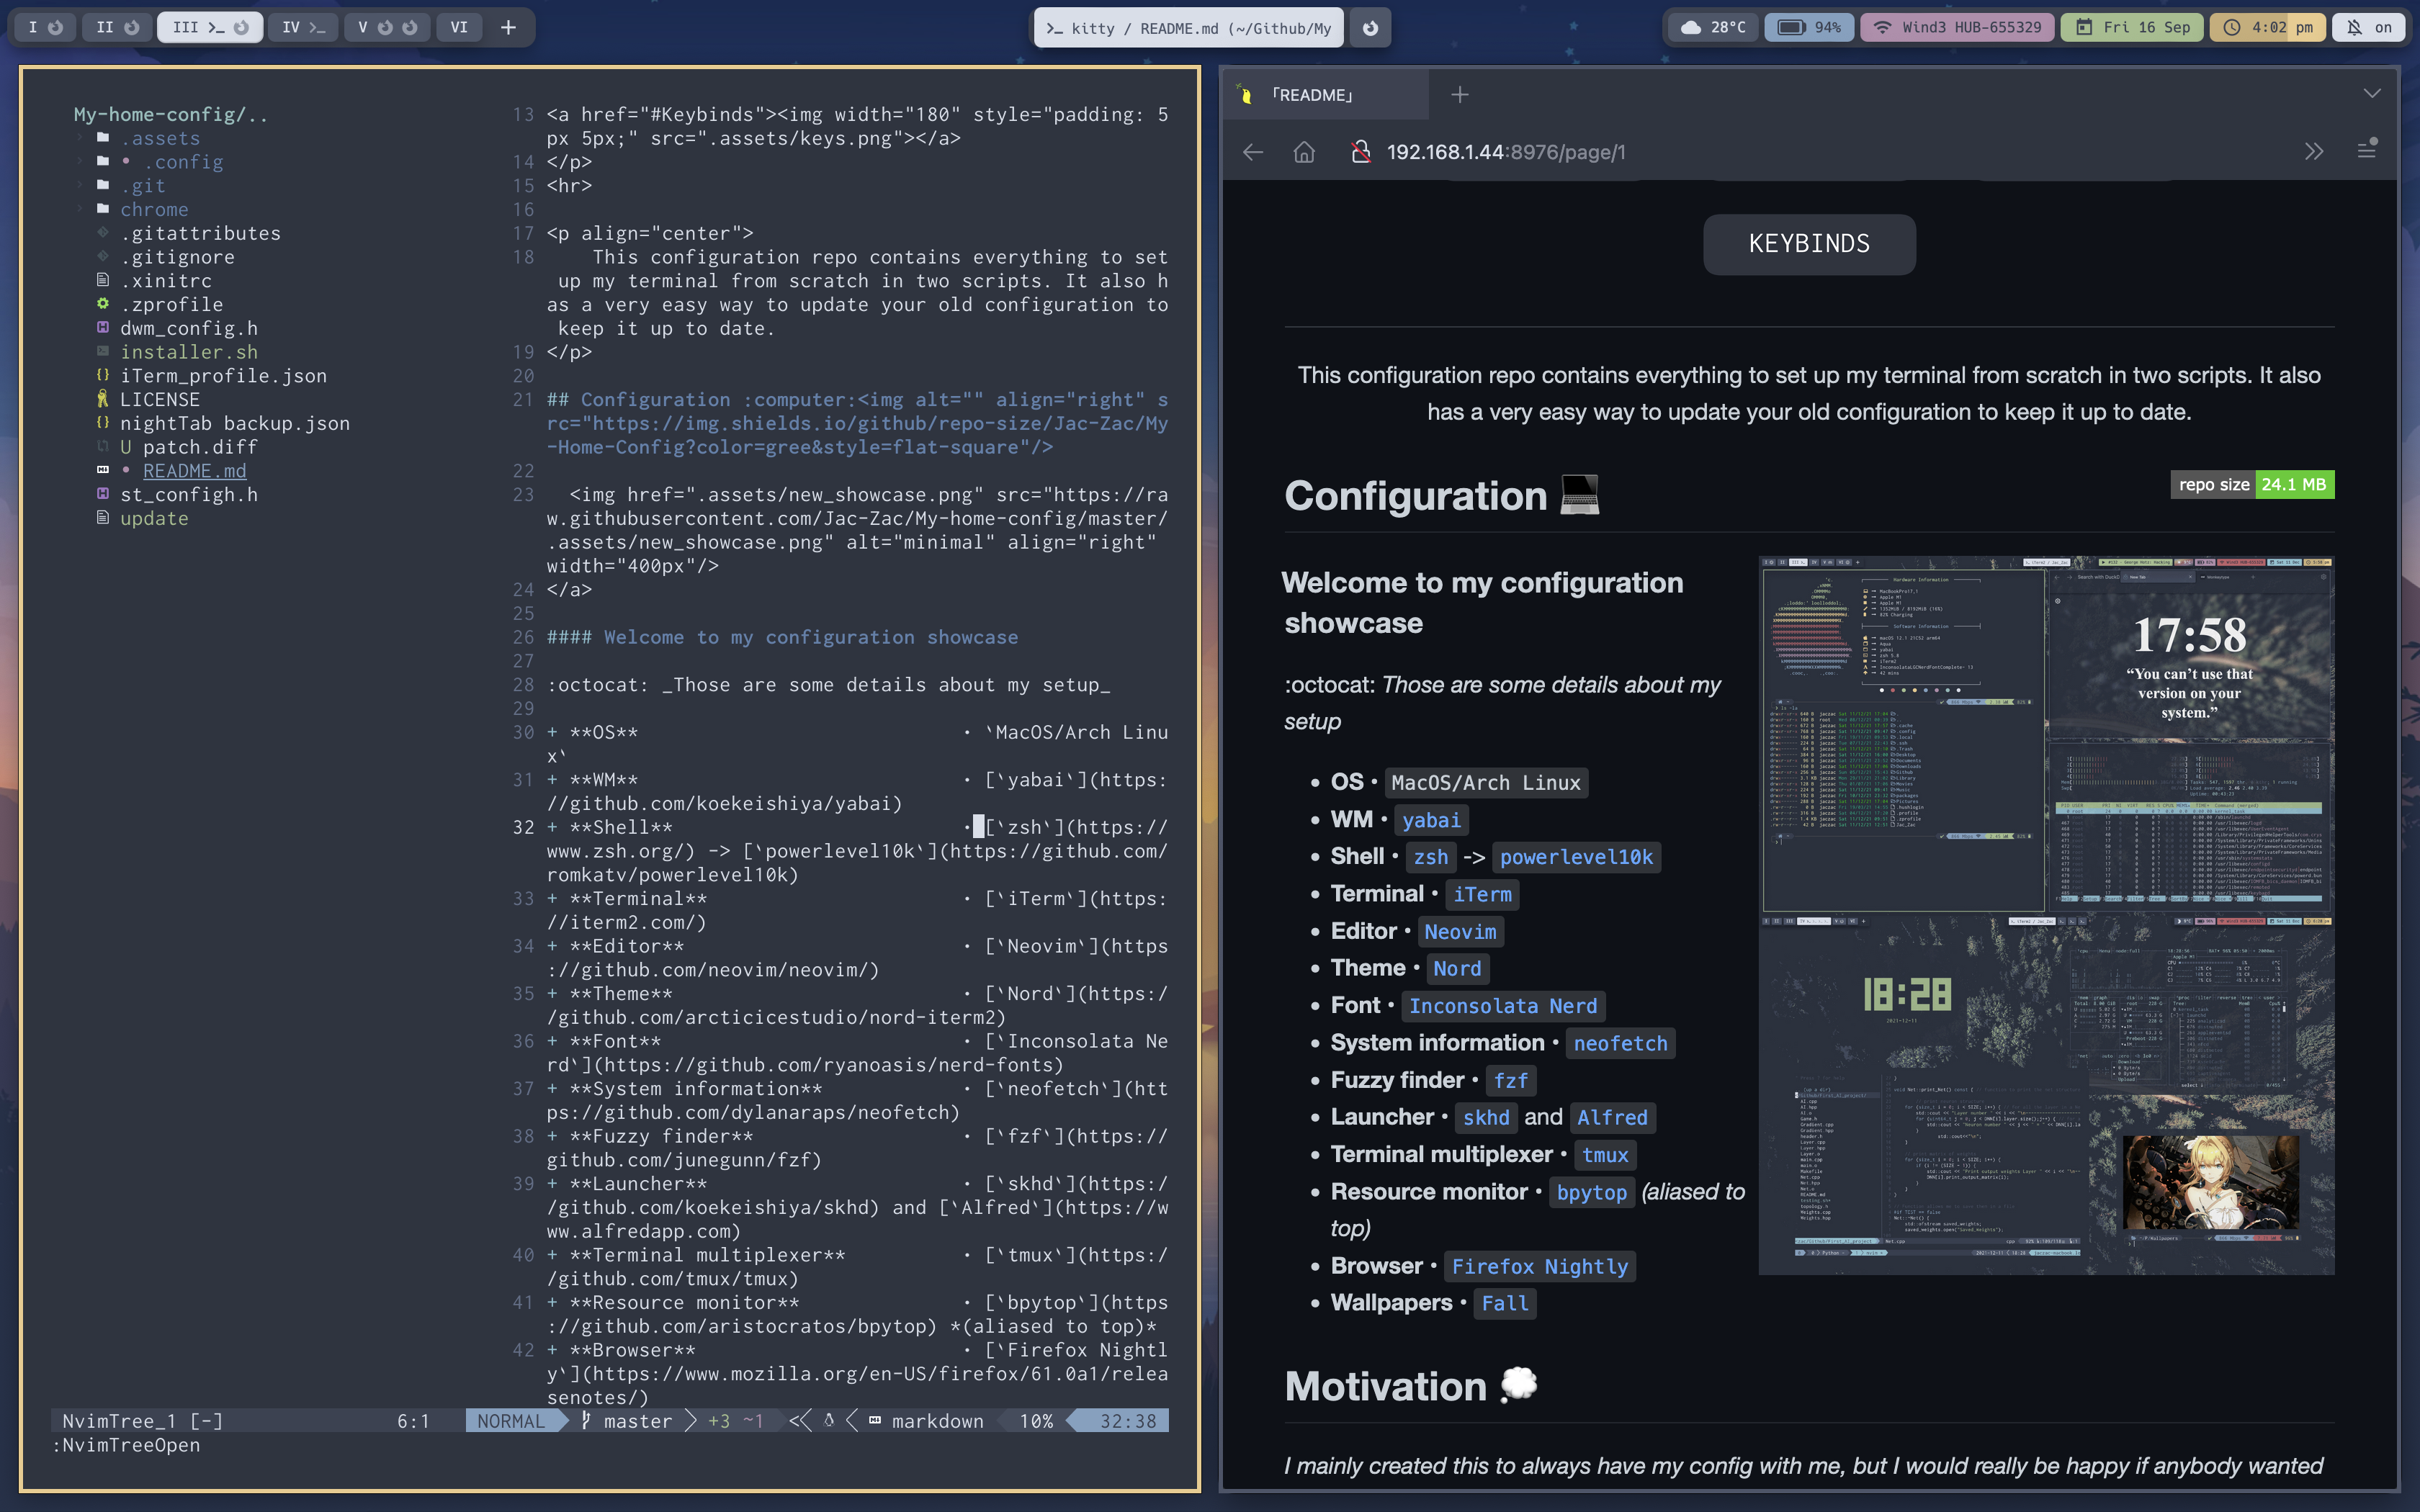 I
II
III
IV
V
VI
+
kitty / README.md (~/Github/My
28°C
94%
Wind3 HUB-655329
Fri 16 Sep
4:02 pm
on
My-home-config/..
.assets
.config
.git
chrome
.gitattributes
.gitignore
.xinitrc
.zprofile
dwm_config.h
installer.sh
iTerm_profile.json
LICENSE
nightTab backup.json
U patch.diff
README.md
st_configh.h
update
13 <a href="#Keybinds"><img width="180" style="padding: 5
px 5px;" src=".assets/keys.png"></a>
14 </p>
15 <hr>
16
17 <p align="center">
18     This configuration repo contains everything to set
 up my terminal from scratch in two scripts. It also h
as a very easy way to update your old configuration to
 keep it up to date.
19 </p>
20
21 ## Configuration :computer:<img alt="" align="right" s
rc="https://img.shields.io/github/repo-size/Jac-Zac/My
-Home-Config?color=gree&style=flat-square"/>
22
23   <img href=".assets/new_showcase.png" src="https://ra
w.githubusercontent.com/Jac-Zac/My-home-config/master/
.assets/new_showcase.png" alt="minimal" align="right"
width="400px"/>
24 </a>
25
26 #### Welcome to my configuration showcase
27
28 :octocat: _Those are some details about my setup_
29
30 + **OS** • `MacOS/Arch Linu
x`
31 + **WM** • [`yabai`](https:
//github.com/koekeishiya/yabai)
32 + **Shell** • [`zsh`](https://
www.zsh.org/) -> [`powerlevel10k`](https://github.com/
romkatv/powerlevel10k)
33 + **Terminal** • [`iTerm`](https:
//iterm2.com/)
34 + **Editor** • [`Neovim`](https
://github.com/neovim/neovim/)
35 + **Theme** • [`Nord`](https:/
/github.com/arcticicestudio/nord-iterm2)
36 + **Font** • [`Inconsolata Ne
rd`](https://github.com/ryanoasis/nerd-fonts)
37 + **System information** • [`neofetch`](htt
ps://github.com/dylanaraps/neofetch)
38 + **Fuzzy finder** • [`fzf`](https://
github.com/junegunn/fzf)
39 + **Launcher** • [`skhd`](https:/
/github.com/koekeishiya/skhd) and [`Alfred`](https://w
ww.alfredapp.com)
40 + **Terminal multiplexer** • [`tmux`](https:/
/github.com/tmux/tmux)
41 + **Resource monitor** • [`bpytop`](https
://github.com/aristocratos/bpytop) *(aliased to top)*
42 + **Browser** • [`Firefox Nightl
y`](https://www.mozilla.org/en-US/firefox/61.0a1/relea
senotes/)
NvimTree_1 [-] 6:1
NORMAL master +3 ~1 << < markdown 10% 32:38
:NvimTreeOpen
「README」
192.168.1.44:8976/page/1
KEYBINDS
This configuration repo contains everything to set up my terminal from scratch in two scripts. It also
has a very easy way to update your old configuration to keep it up to date.
Configuration
repo size 24.1 MB
Welcome to my configuration
showcase
:octocat: Those are some details about my
setup
• OS • MacOS/Arch Linux
• WM • yabai
• Shell • zsh -> powerlevel10k
• Terminal • iTerm
• Editor • Neovim
• Theme • Nord
• Font • Inconsolata Nerd
• System information • neofetch
• Fuzzy finder • fzf
• Launcher • skhd and Alfred
• Terminal multiplexer • tmux
• Resource monitor • bpytop (aliased to
top)
• Browser • Firefox Nightly
• Wallpapers • Fall
17:58
“You can’t use that
version on your
system.”
18:28
2021-12-11
Motivation
I mainly created this to always have my config with me, but I would really be happy if anybody wanted